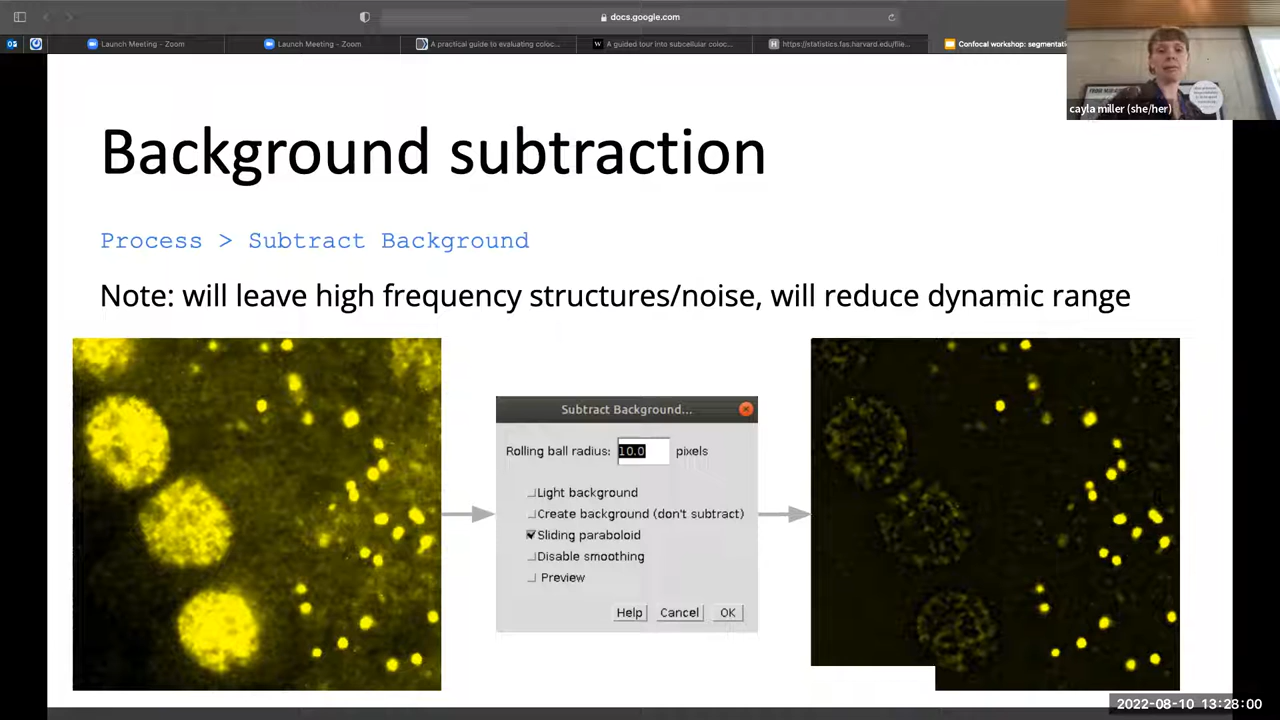 docs.google.com
Launch Meeting - Zoom
Launch Meeting - Zoom
A practical guide to evaluating coloc...
A guided tour into subcellular coloc...
https://statistics.fas.harvard.edu/file...
Confocal workshop: segmentati
cayla miller (she/her)
Background subtraction
Process > Subtract Background
Note: will leave high frequency structures/noise, will reduce dynamic range
Subtract Background...
Rolling ball radius: 10.0 pixels
Light background
Create background (don't subtract)
Sliding paraboloid
Disable smoothing
Preview
Help Cancel OK
2022-08-10 13:28:00